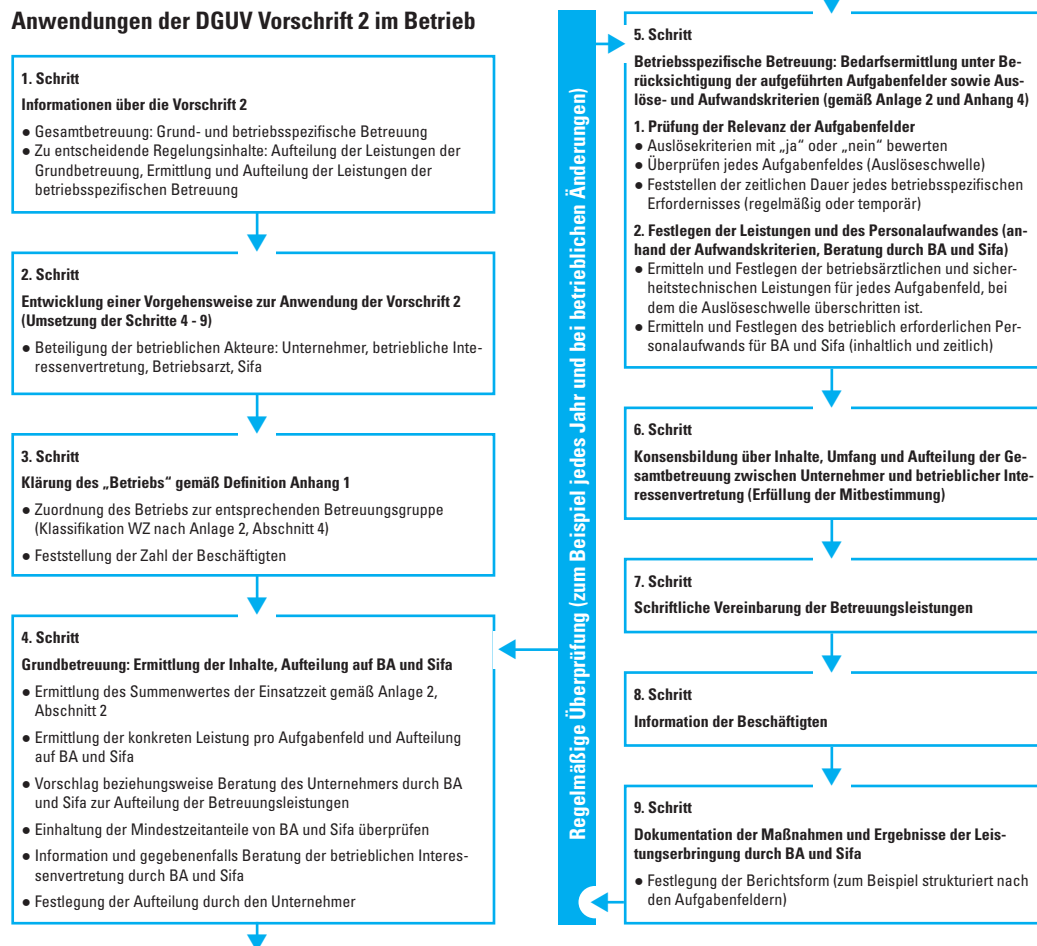 Anwendungen der DGUV Vorschrift 2 im Betrieb
1. Schritt
Informationen über die Vorschrift 2
● Gesamtbetreuung: Grund- und betriebsspezifische Betreuung
● Zu entscheidende Regelungsinhalte: Aufteilung der Leistungen der
Grundbetreuung, Ermittlung und Aufteilung der Leistungen der
betriebsspezifischen Betreuung
2. Schritt
Entwicklung einer Vorgehensweise zur Anwendung der Vorschrift 2
(Umsetzung der Schritte 4 - 9)
● Beteiligung der betrieblichen Akteure: Unternehmer, betriebliche Inte-
ressenvertretung, Betriebsarzt, Sifa
3. Schritt
Klärung des „Betriebs“ gemäß Definition Anhang 1
● Zuordnung des Betriebs zur entsprechenden Betreuungsgruppe
(Klassifikation WZ nach Anlage 2, Abschnitt 4)
● Feststellung der Zahl der Beschäftigten
4. Schritt
Grundbetreuung: Ermittlung der Inhalte, Aufteilung auf BA und Sifa
● Ermittlung des Summenwertes der Einsatzzeit gemäß Anlage 2,
Abschnitt 2
● Ermittlung der konkreten Leistung pro Aufgabenfeld und Aufteilung
auf BA und Sifa
● Vorschlag beziehungsweise Beratung des Unternehmers durch BA
und Sifa zur Aufteilung der Betreuungsleistungen
● Einhaltung der Mindestzeitanteile von BA und Sifa überprüfen
● Information und gegebenenfalls Beratung der betrieblichen Interes-
senvertretung durch BA und Sifa
● Festlegung der Aufteilung durch den Unternehmer
Regelmäßige Überprüfung (zum Beispiel jedes Jahr und bei betrieblichen Änderungen)
5. Schritt
Betriebsspezifische Betreuung: Bedarfsermittlung unter Be-
rücksichtigung der aufgeführten Aufgabenfelder sowie Aus-
löse- und Aufwandskriterien (gemäß Anlage 2 und Anhang 4)
1. Prüfung der Relevanz der Aufgabenfelder
● Auslösekriterien mit „ja“ oder „nein“ bewerten
● Überprüfen jedes Aufgabenfeldes (Auslöseschwelle)
● Feststellen der zeitlichen Dauer jedes betriebsspezifischen
Erfordernisses (regelmäßig oder temporär)
2. Festlegen der Leistungen und des Personalaufwandes (an-
hand der Aufwandskriterien, Beratung durch BA und Sifa)
● Ermitteln und Festlegen der betriebsärztlichen und sicher-
heitstechnischen Leistungen für jedes Aufgabenfeld, bei
dem die Auslöseschwelle überschritten ist.
● Ermitteln und Festlegen des betrieblich erforderlichen Per-
sonalaufwands für BA und Sifa (inhaltlich und zeitlich)
6. Schritt
Konsensbildung über Inhalte, Umfang und Aufteilung der Ge-
samtbetreuung zwischen Unternehmer und betrieblicher Inte-
ressenvertretung (Erfüllung der Mitbestimmung)
7. Schritt
Schriftliche Vereinbarung der Betreuungsleistungen
8. Schritt
Information der Beschäftigten
9. Schritt
Dokumentation der Maßnahmen und Ergebnisse der Leis-
tungserbringung durch BA und Sifa
● Festlegung der Berichtsform (zum Beispiel strukturiert nach
den Aufgabenfeldern)